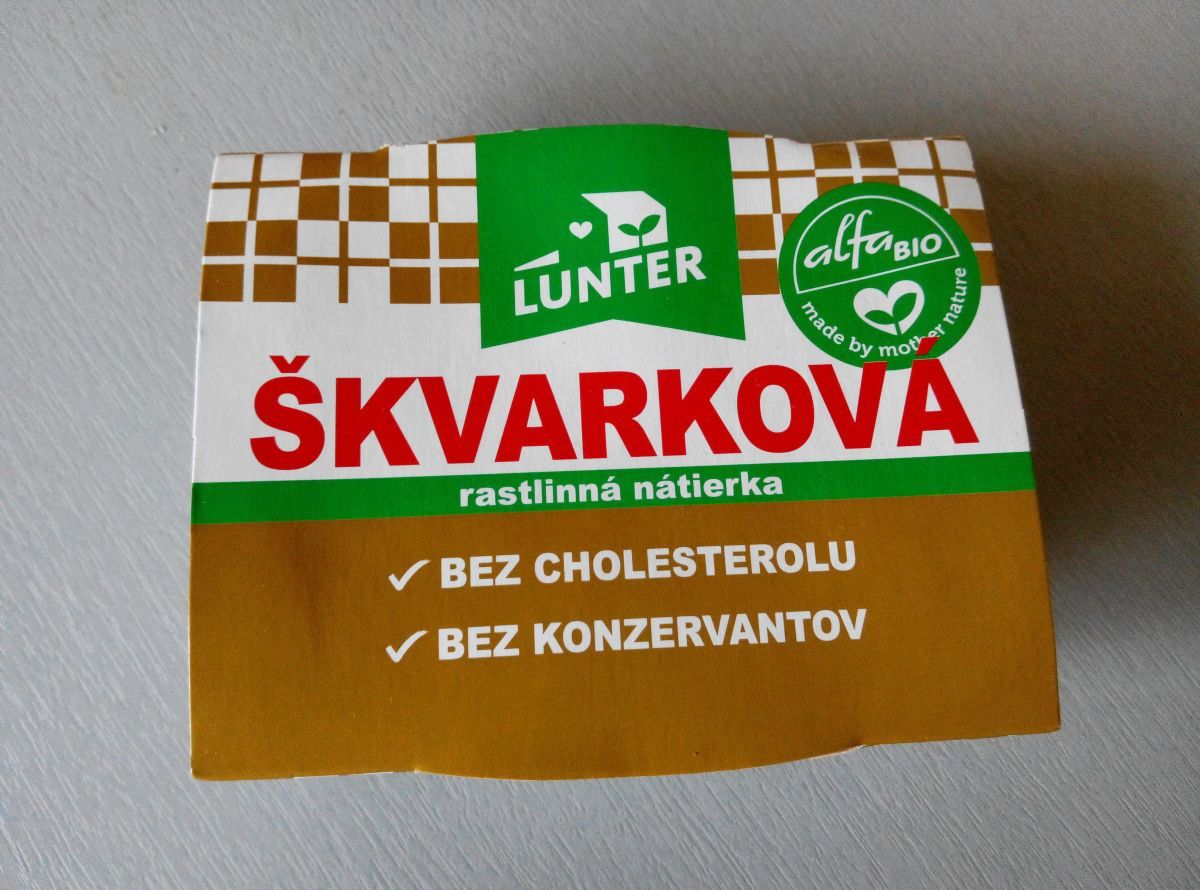 LUNTER
alfa BIO
made by mother nature
ŠKVARKOVÁ
rastlinná nátierka
✓ BEZ CHOLESTEROLU
✓ BEZ KONZERVANTOV